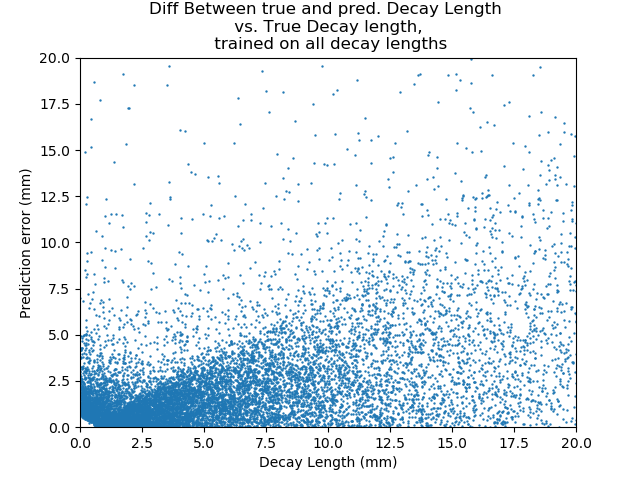 Diff Between true and pred. Decay Length
vs. True Decay length,
trained on all decay lengths
20.0
17.5
15.0
12.5
10.0
7.5
5.0
2.5
0.0
Prediction error (mm)
0.0 2.5 5.0 7.5 10.0 12.5 15.0 17.5 20.0
Decay Length (mm)